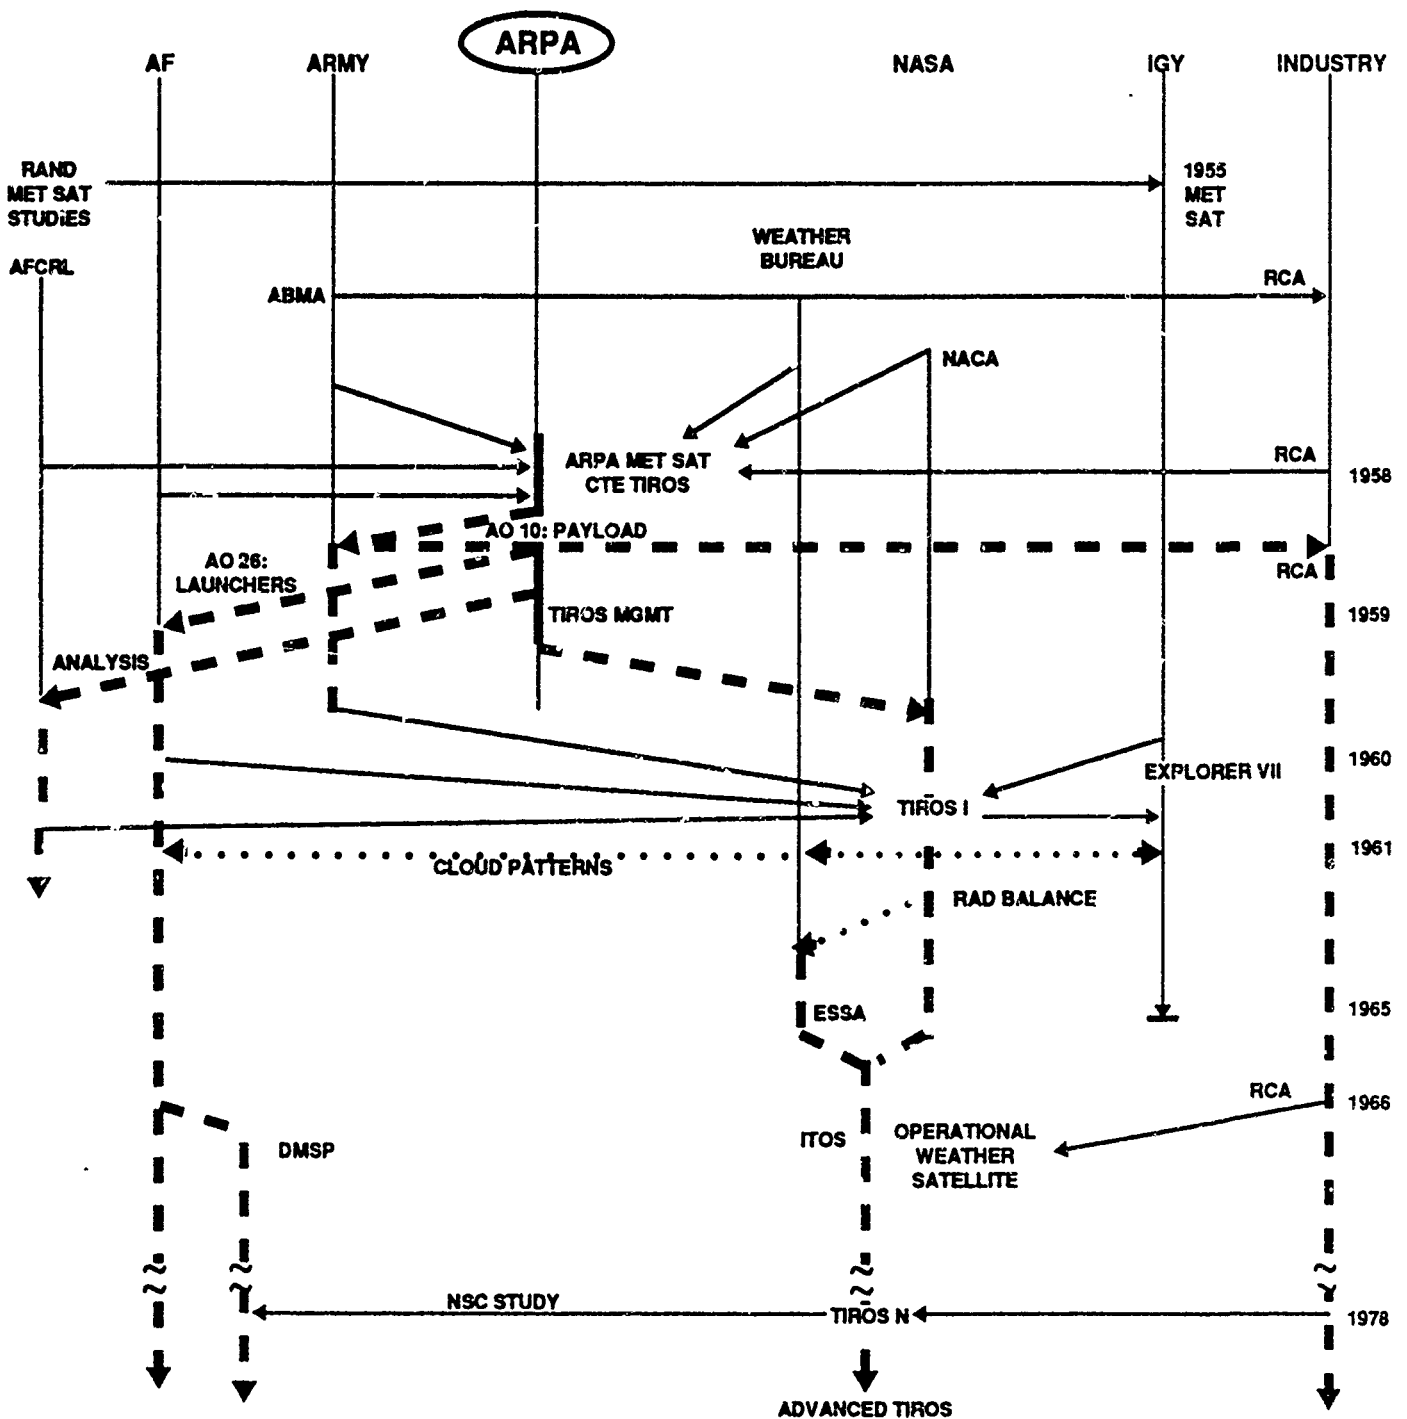 ARPA
AF
ARMY
NASA
IGY
INDUSTRY
RAND
MET SAT
STUDIES
1955
MET
SAT
WEATHER
BUREAU
AFCRL
ABMA
RCA
NACA
ARPA MET SAT
CTE TIROS
RCA
1958
AO 10: PAYLOAD
AO 26:
LAUNCHERS
RCA
TIROS MGMT
1959
ANALYSIS
EXPLORER VII
1960
TIROS I
CLOUD PATTERNS
1961
RAD BALANCE
ESSA
1965
RCA
1966
DMSP
ITOS
OPERATIONAL
WEATHER
SATELLITE
NSC STUDY
TIROS N
1978
ADVANCED TIROS